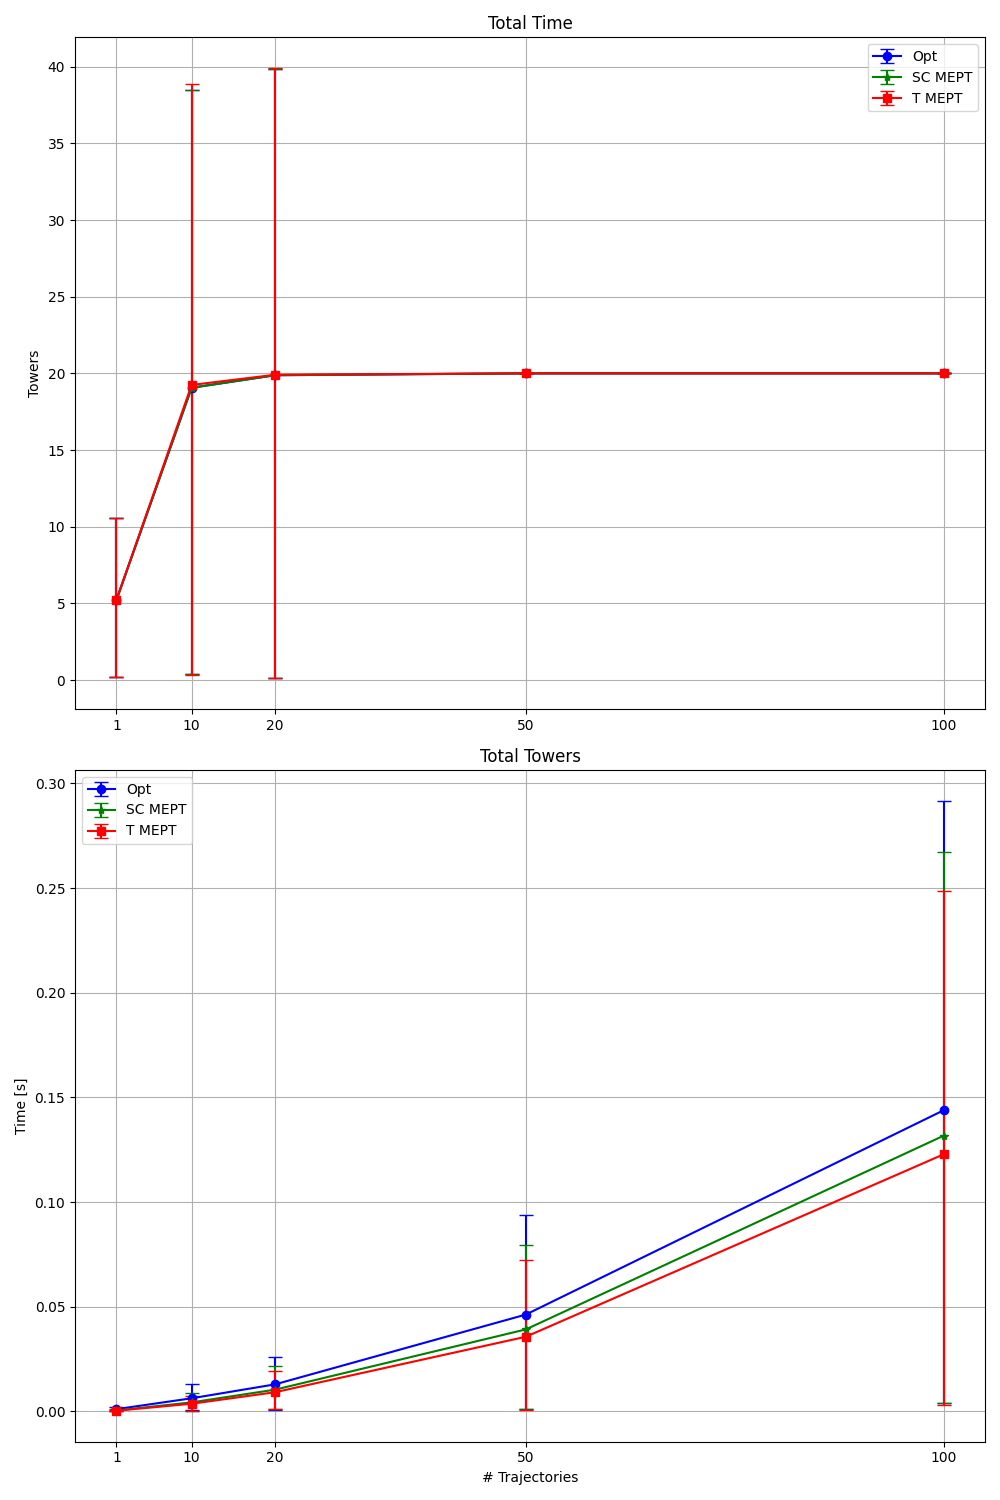 Total Time
40
35
30
25
20
15
10
5
0
Towers
Opt
SC MEPT
T MEPT
1 10 20 50 100
Total Towers
0.30
0.25
0.20
0.15
0.10
0.05
0.00
Time [s]
Opt
SC MEPT
T MEPT
1 10 20 50 100
# Trajectories